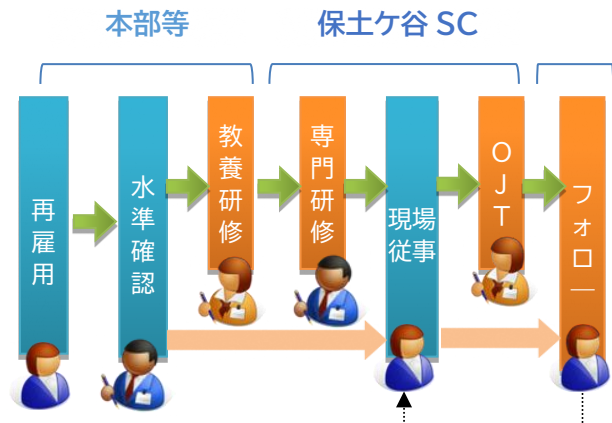 本部等
保土ケ谷 SC
再雇用
水準確認
教養研修
専門研修
現場
従事
OJT
フォロー